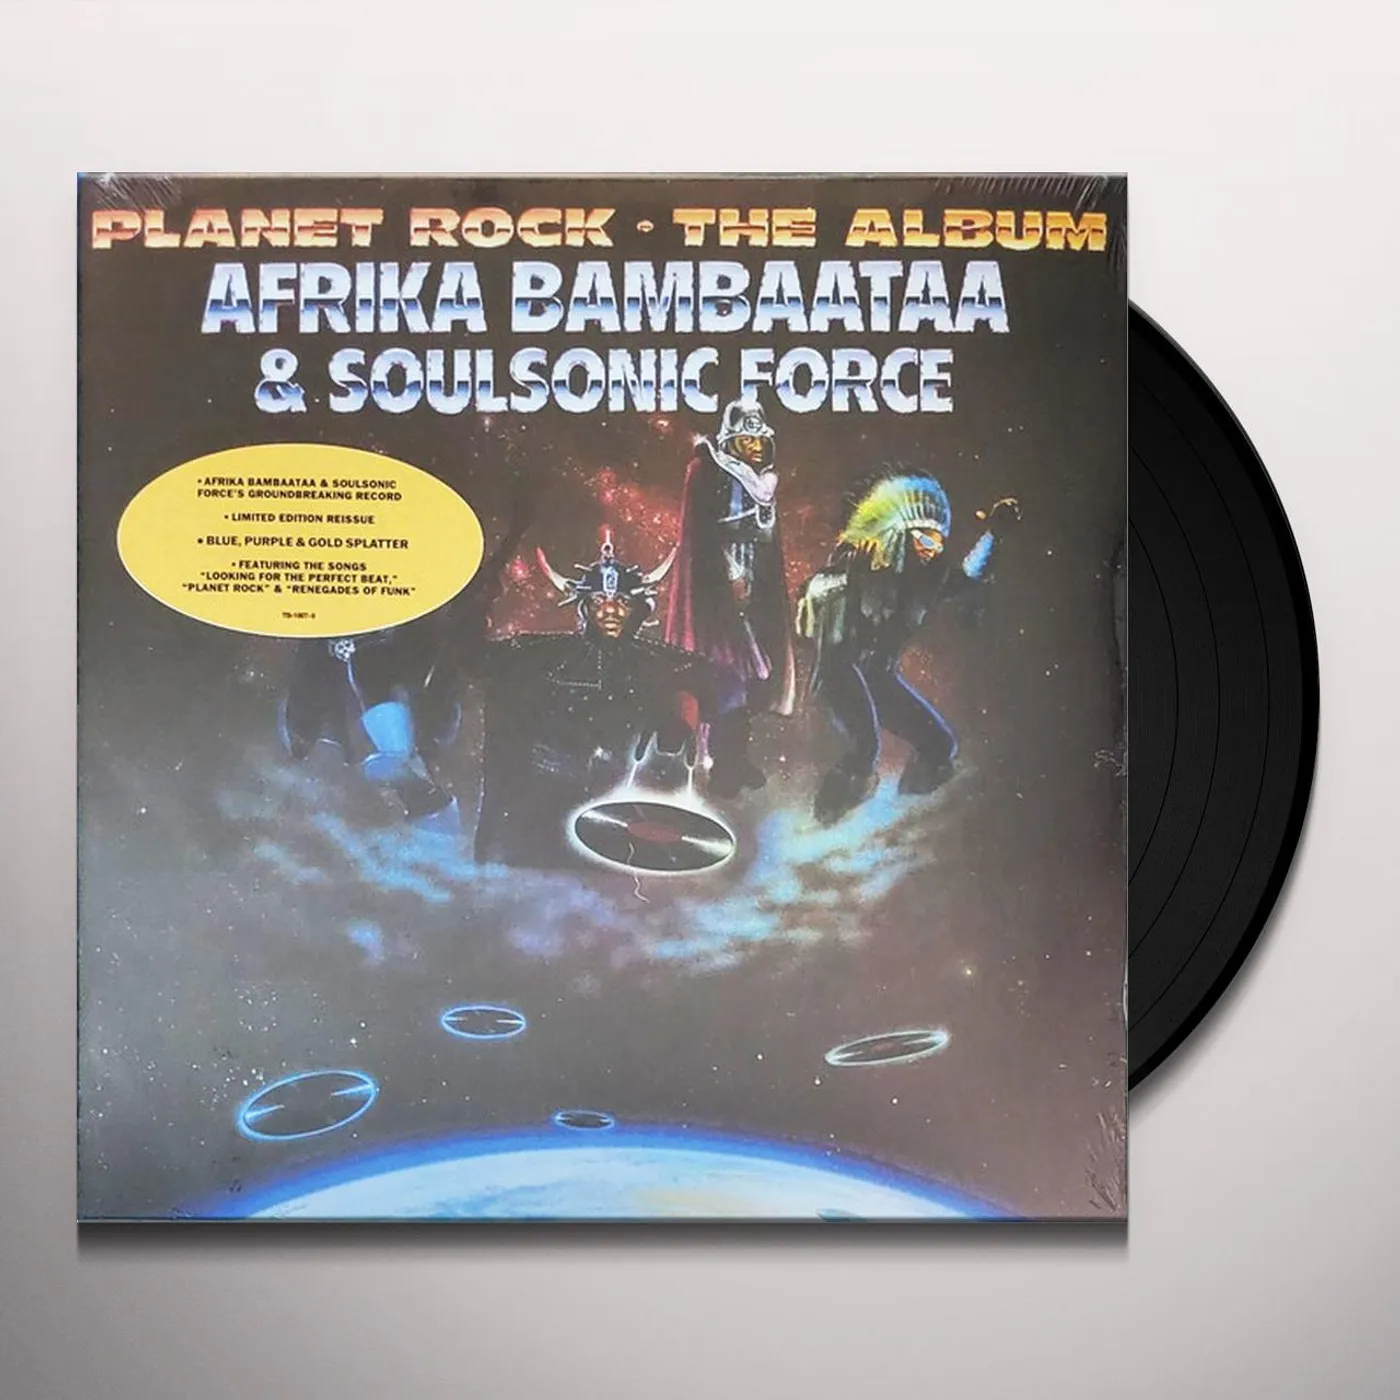 PLANET ROCK · THE ALBUM
AFRIKA BAMBAATAA
& SOULSONIC FORCE
• AFRIKA BAMBAATAA & SOULSONIC
FORCE'S GROUNDBREAKING RECORD
• LIMITED EDITION REISSUE
• BLUE, PURPLE & GOLD SPLATTER
• FEATURING THE SONGS
"LOOKING FOR THE PERFECT BEAT,"
"PLANET ROCK" & "RENEGADES OF FUNK"